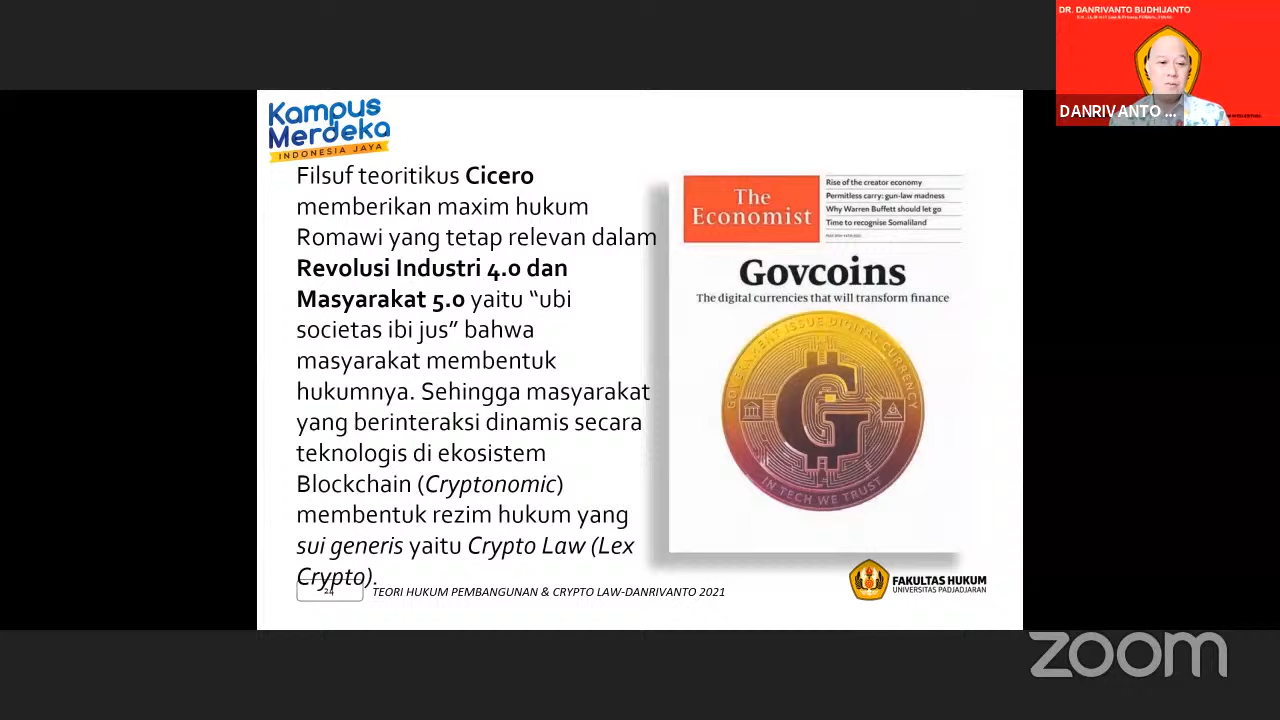 DR. DANRIVANTO BUDHIJANTO
DANRIVANTO ...
Kampus
Merdeka
INDONESIA JAYA
Filsuf teoritikus Cicero
memberikan maxim hukum
Romawi yang tetap relevan dalam
Revolusi Industri 4.0 dan
Masyarakat 5.0 yaitu “ubi
societas ibi jus” bahwa
masyarakat membentuk
hukumnya. Sehingga masyarakat
yang berinteraksi dinamis secara
teknologis di ekosistem
Blockchain (Cryptonomic)
membentuk rezim hukum yang
sui generis yaitu Crypto Law (Lex
Crypto).
The
Economist
Rise of the creator economy
Permitless carry: gun-law madness
Why Warren Buffett should let go
Time to recognise Somaliland
Govcoins
The digital currencies that will transform finance
GOVERNMENT ISSUE DIGITAL CURRENCY
G
IN TECH WE TRUST
24
TEORI HUKUM PEMBANGUNAN & CRYPTO LAW-DANRIVANTO 2021
FAKULTAS HUKUM
UNIVERSITAS PADJADJARAN
zoom